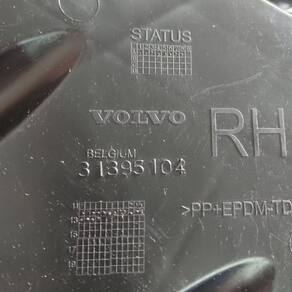 STATUS
VOLVO
RH
BELGIUM
31395104
>PP+EPDM-TD